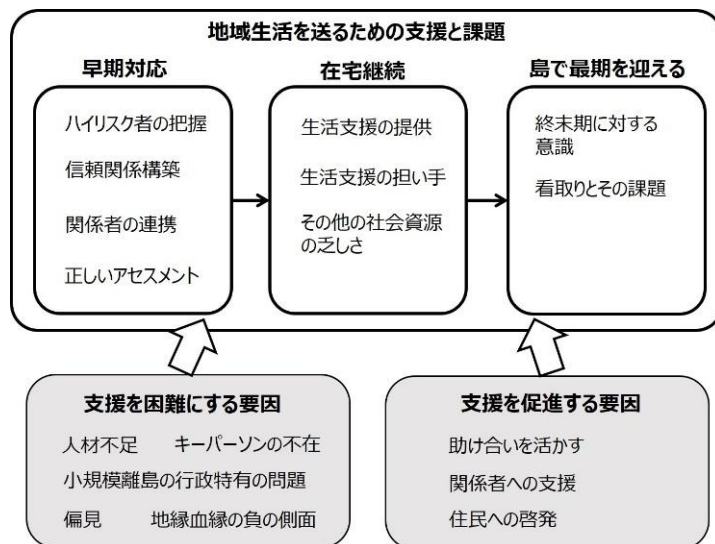 地域生活を送るための支援と課題
早期対応
ハイリスク者の把握
信頼関係構築
関係者の連携
正しいアセスメント
在宅継続
生活支援の提供
生活支援の担い手
その他の社会資源
の乏しさ
島で最期を迎える
終末期に対する
意識
看取りとその課題
支援を困難にする要因
人材不足 キーパーソンの不在
小規模離島の行政特有の問題
偏見 地縁血縁の負の側面
支援を促進する要因
助け合いを活かす
関係者への支援
住民への啓発